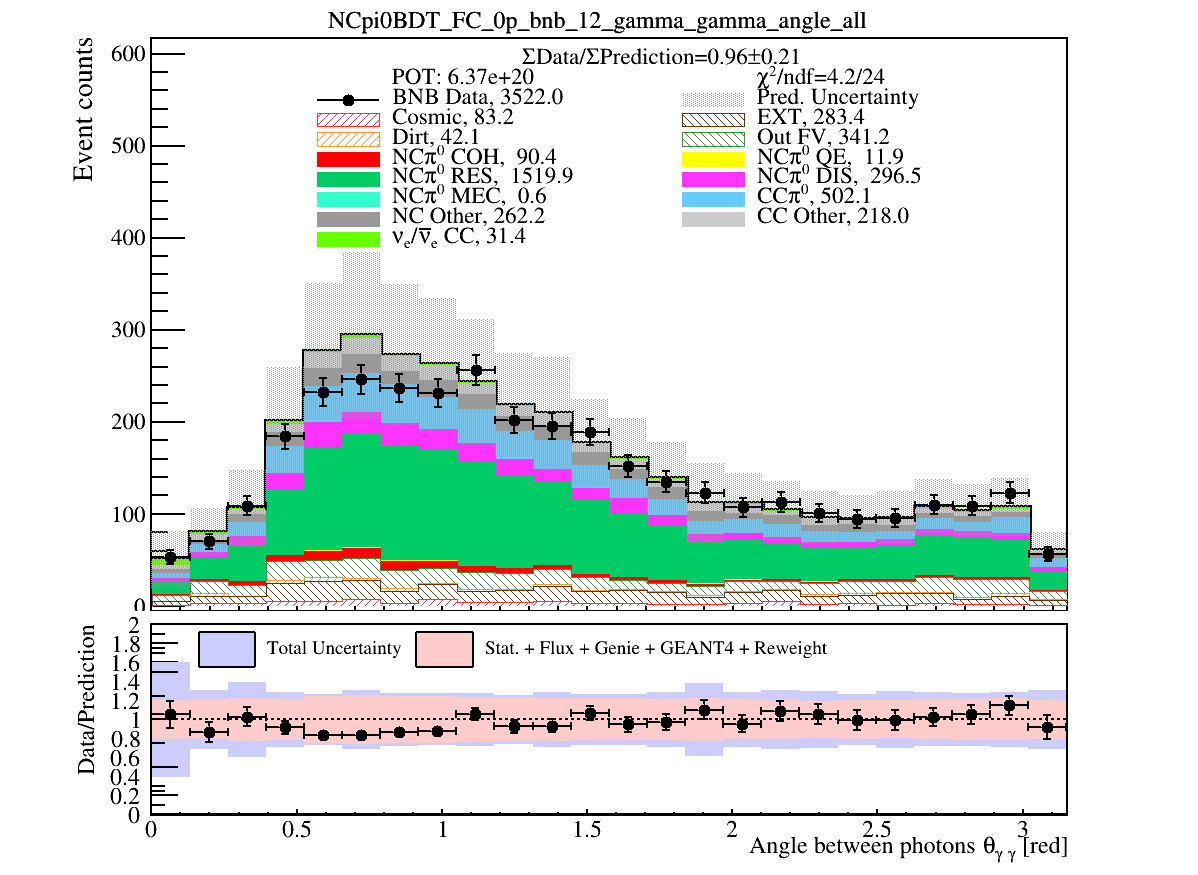 NCpi0BDT_FC_0p_bnb_12_gamma_gamma_angle_all
ΣData/ΣPrediction=0.96±0.21
POT: 6.37e+20
χ²/ndf=4.2/24
BNB Data, 3522.0
Pred. Uncertainty
Cosmic, 83.2
EXT, 283.4
Dirt, 42.1
Out FV, 341.2
NCπ⁰ COH, 90.4
NCπ⁰ QE, 11.9
NCπ⁰ RES, 1519.9
NCπ⁰ DIS, 296.5
NCπ⁰ MEC, 0.6
CCπ⁰, 502.1
NC Other, 262.2
CC Other, 218.0
νₑ/ν̅ₑ CC, 31.4
Event counts
600
500
400
300
200
100
0
Total Uncertainty
Stat. + Flux + Genie + GEANT4 + Reweight
Data/Prediction
2
1.8
1.6
1.4
1.2
1
0.8
0.6
0.4
0.2
0
0 0.5 1 1.5 2 2.5 3
Angle between photons θγγ [red]